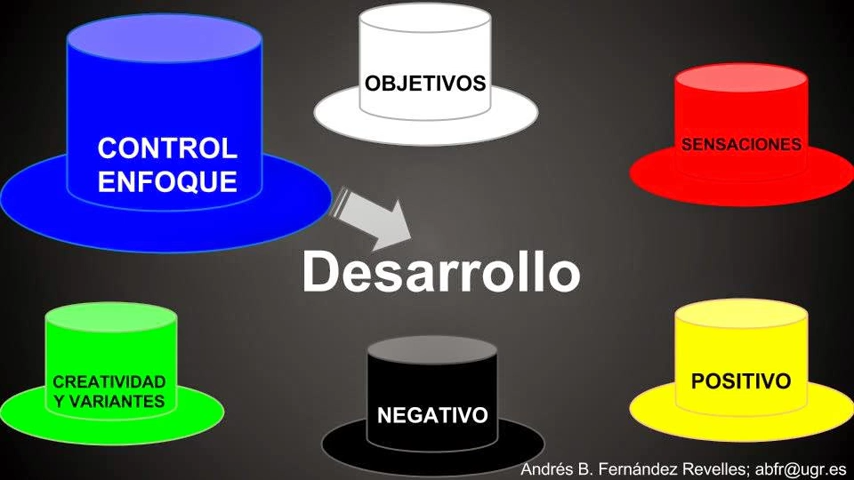 OBJETIVOS
CONTROL
ENFOQUE
SENSACIONES
Desarrollo
CREATIVIDAD
Y VARIANTES
NEGATIVO
POSITIVO
Andrés B. Fernández Revelles; abfr@ugr.es